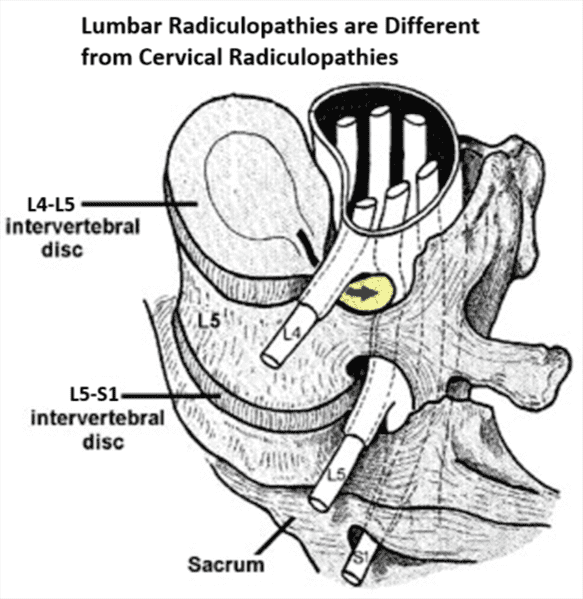 Lumbar Radiculopathies are Different
from Cervical Radiculopathies
L4-L5
intervertebral
disc
L5
L4
L5-S1
intervertebral
disc
L5
Sacrum
S1